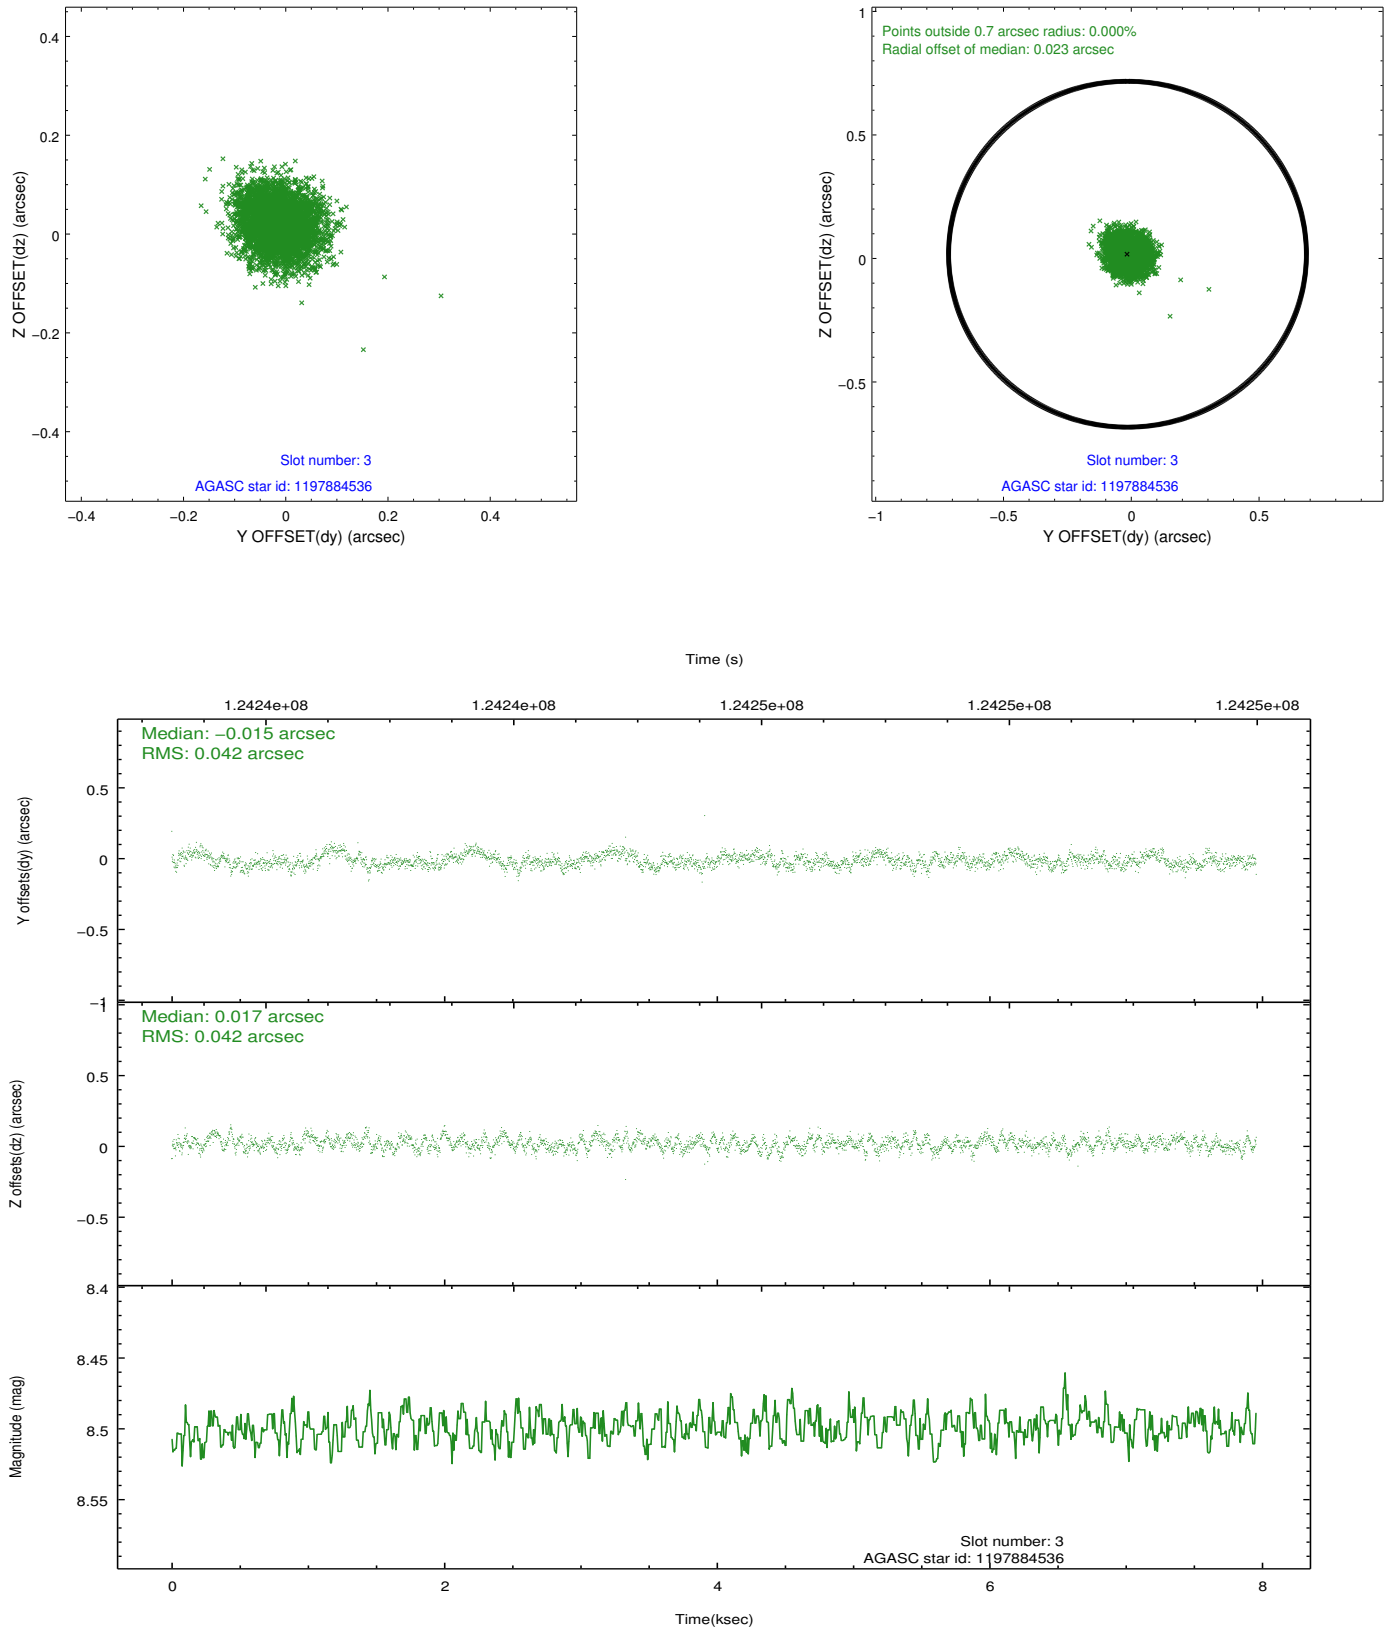 0.4
0.2
0
−0.2
−0.4
Z OFFSET(dz) (arcsec)
Slot number: 3
AGASC star id: 1197884536
−0.4 −0.2 0 0.2 0.4
Y OFFSET(dy) (arcsec)
Points outside 0.7 arcsec radius: 0.000%
Radial offset of median: 0.023 arcsec
1
0.5
0
−0.5
Z OFFSET(dz) (arcsec)
Slot number: 3
AGASC star id: 1197884536
−1 −0.5 0 0.5
Y OFFSET(dy) (arcsec)
Time (s)
1.2424e+08 1.2424e+08 1.2425e+08 1.2425e+08 1.2425e+08
Median: −0.015 arcsec
RMS: 0.042 arcsec
0.5
0
−0.5
−1
Y offsets(dy) (arcsec)
Median: 0.017 arcsec
RMS: 0.042 arcsec
1
0.5
0
−0.5
Z offsets(dz) (arcsec)
8.4
8.45
8.5
8.55
Magnitude (mag)
Slot number: 3
AGASC star id: 1197884536
0 2 4 6 8
Time(ksec)